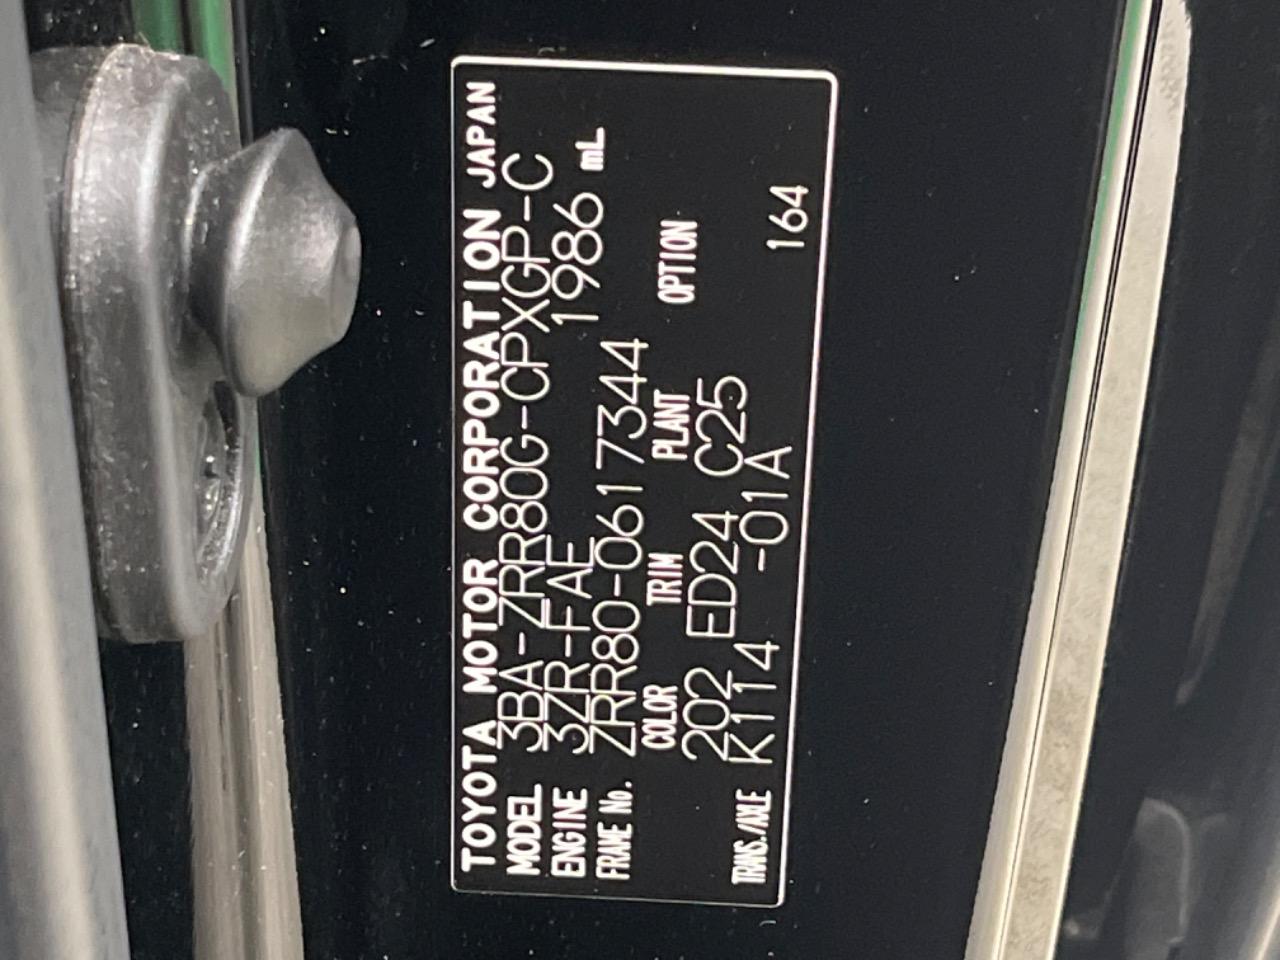 TOYOTA MOTOR CORPORATION JAPAN
MODEL 3BA-ZRR80G-CPXGP-C
ENGINE 3ZR-FAE 1986 mL
FRAME No. ZRR80-0617344
COLOR TRIM PLANT OPTION
202 ED24 C25
TRANS./AXLE K114 -01A 164